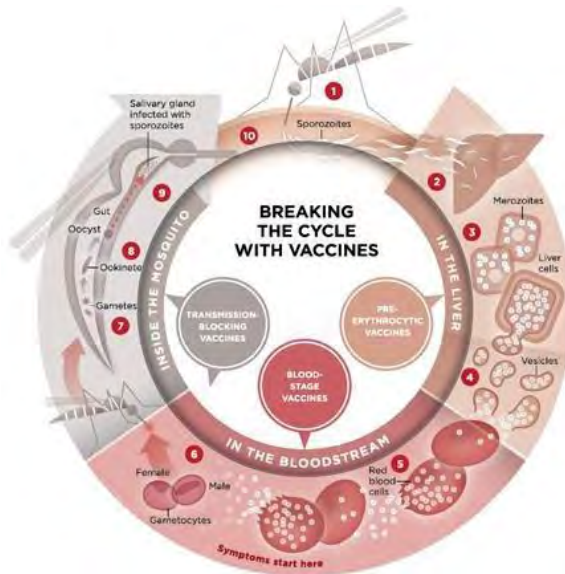 1
Salivary gland
infected with
sporozoites
10
Sporozoites
2
9
Gut
Oocyst
8
Ookinete
Gametes
7
BREAKING
THE CYCLE
WITH VACCINES
3
Merozoites
Liver
cells
INSIDE THE MOSQUITO
IN THE LIVER
TRANSMISSION-
BLOCKING
VACCINES
PRE-
ERYTHROCYTIC
VACCINES
BLOOD-
STAGE
VACCINES
4
Vesicles
IN THE BLOODSTREAM
6
Female
Male
Gametocytes
5
Red blood
cells
Symptoms start here